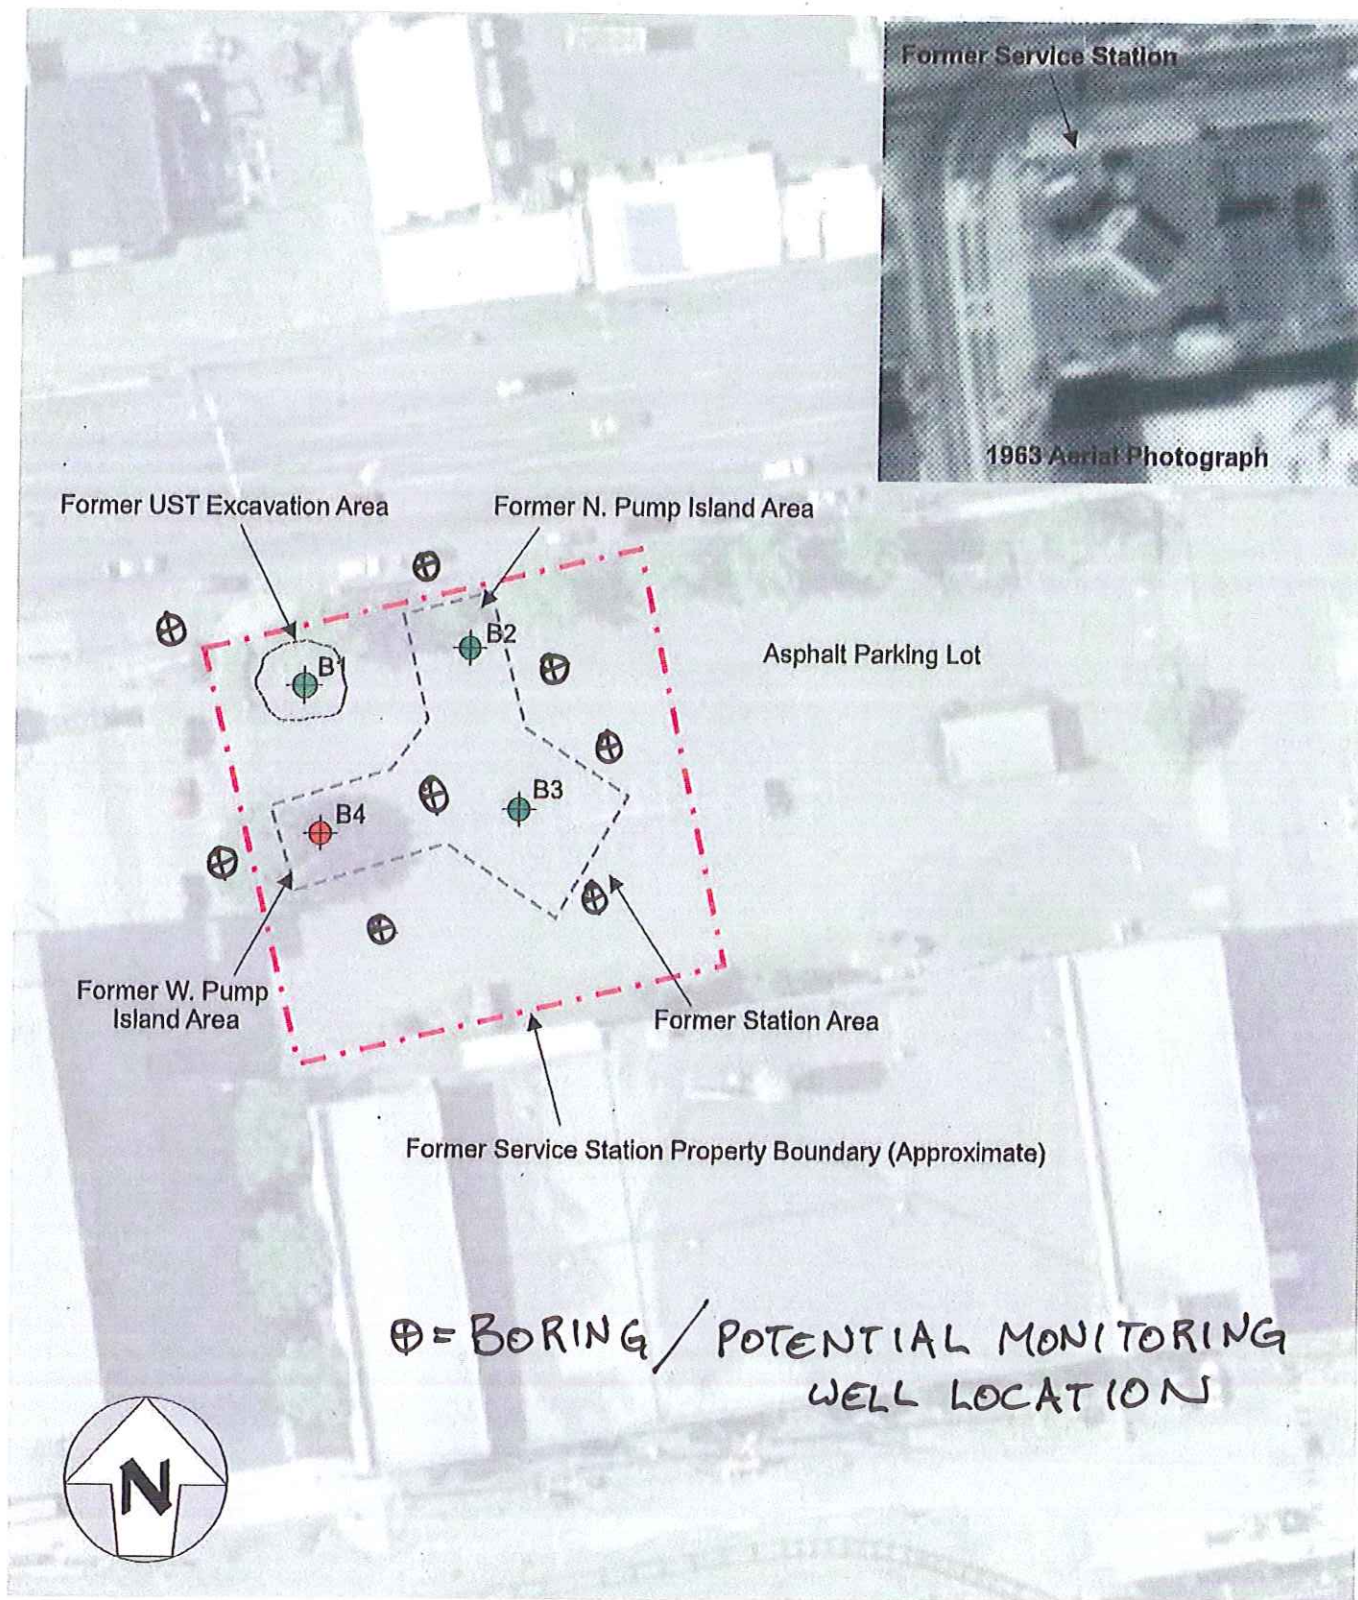 Former Service Station
1963 Aerial Photograph
Former UST Excavation Area
Former N. Pump Island Area
B1
B2
Asphalt Parking Lot
B3
B4
Former W. Pump
Island Area
Former Station Area
Former Service Station Property Boundary (Approximate)
⊕ = BORING / POTENTIAL MONITORING
WELL LOCATION
N